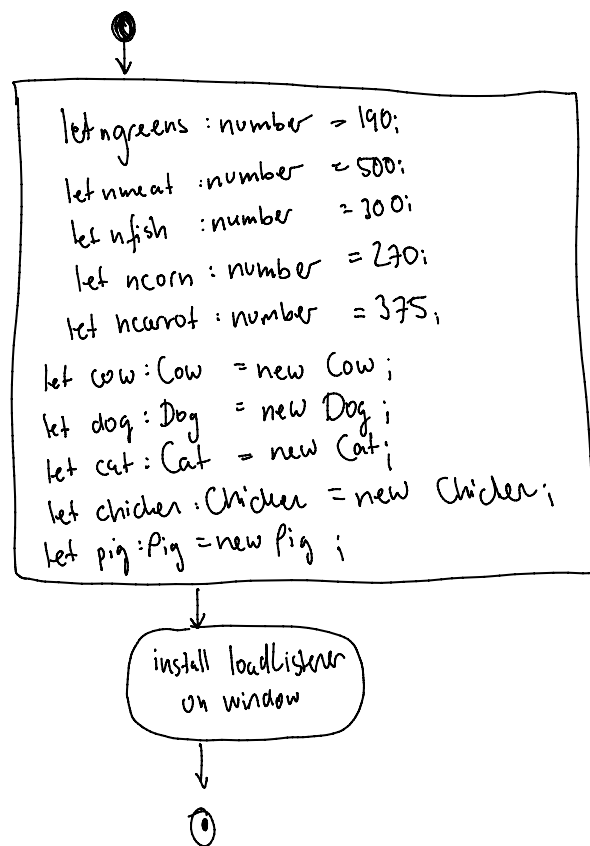 let ngreens : number = 190;
let nmeat : number = 500;
let nfish : number = 300;
let ncorn : number = 270;
let ncarrot : number = 375;
let cow : Cow = new Cow ;
let dog : Dog = new Dog ;
let cat : Cat = new Cat ;
let chicken : Chicken = new Chicken ;
let pig : Pig = new Pig ;
install loadListener
on window